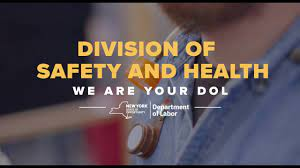 DIVISION OF
SAFETY AND HEALTH
WE ARE YOUR DOL
NEW YORK
STATE OF
OPPORTUNITY
Department
of Labor